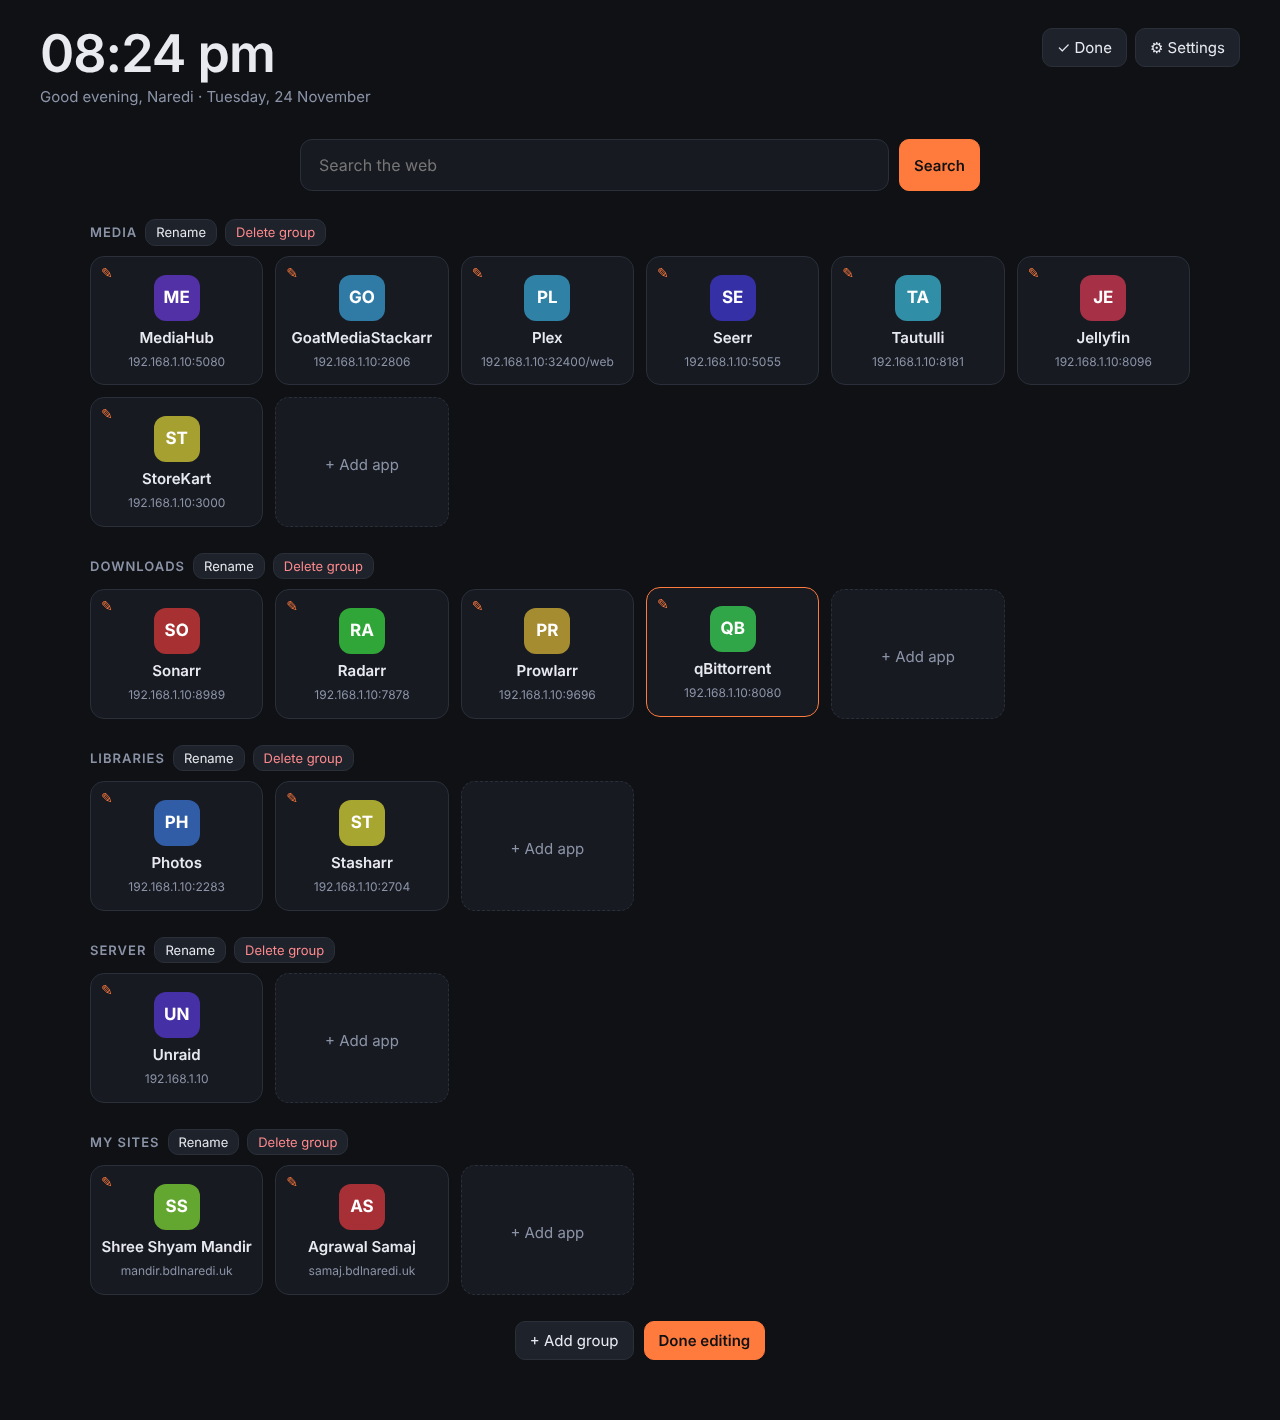 08:24 pm
Good evening, Naredi · Tuesday, 24 November
✓ Done
⚙ Settings
Search the web
Search
MEDIA Rename Delete group
✎ ME
MediaHub
192.168.1.10:5080
✎ GO
GoatMediaStackarr
192.168.1.10:2806
✎ PL
Plex
192.168.1.10:32400/web
✎ SE
Seerr
192.168.1.10:5055
✎ TA
Tautulli
192.168.1.10:8181
✎ JE
Jellyfin
192.168.1.10:8096
✎ ST
StoreKart
192.168.1.10:3000
+ Add app
DOWNLOADS Rename Delete group
✎ SO
Sonarr
192.168.1.10:8989
✎ RA
Radarr
192.168.1.10:7878
✎ PR
Prowlarr
192.168.1.10:9696
✎ QB
qBittorrent
192.168.1.10:8080
+ Add app
LIBRARIES Rename Delete group
✎ PH
Photos
192.168.1.10:2283
✎ ST
Stasharr
192.168.1.10:2704
+ Add app
SERVER Rename Delete group
✎ UN
Unraid
192.168.1.10
+ Add app
MY SITES Rename Delete group
✎ SS
Shree Shyam Mandir
mandir.bdlnaredi.uk
✎ AS
Agrawal Samaj
samaj.bdlnaredi.uk
+ Add app
+ Add group
Done editing